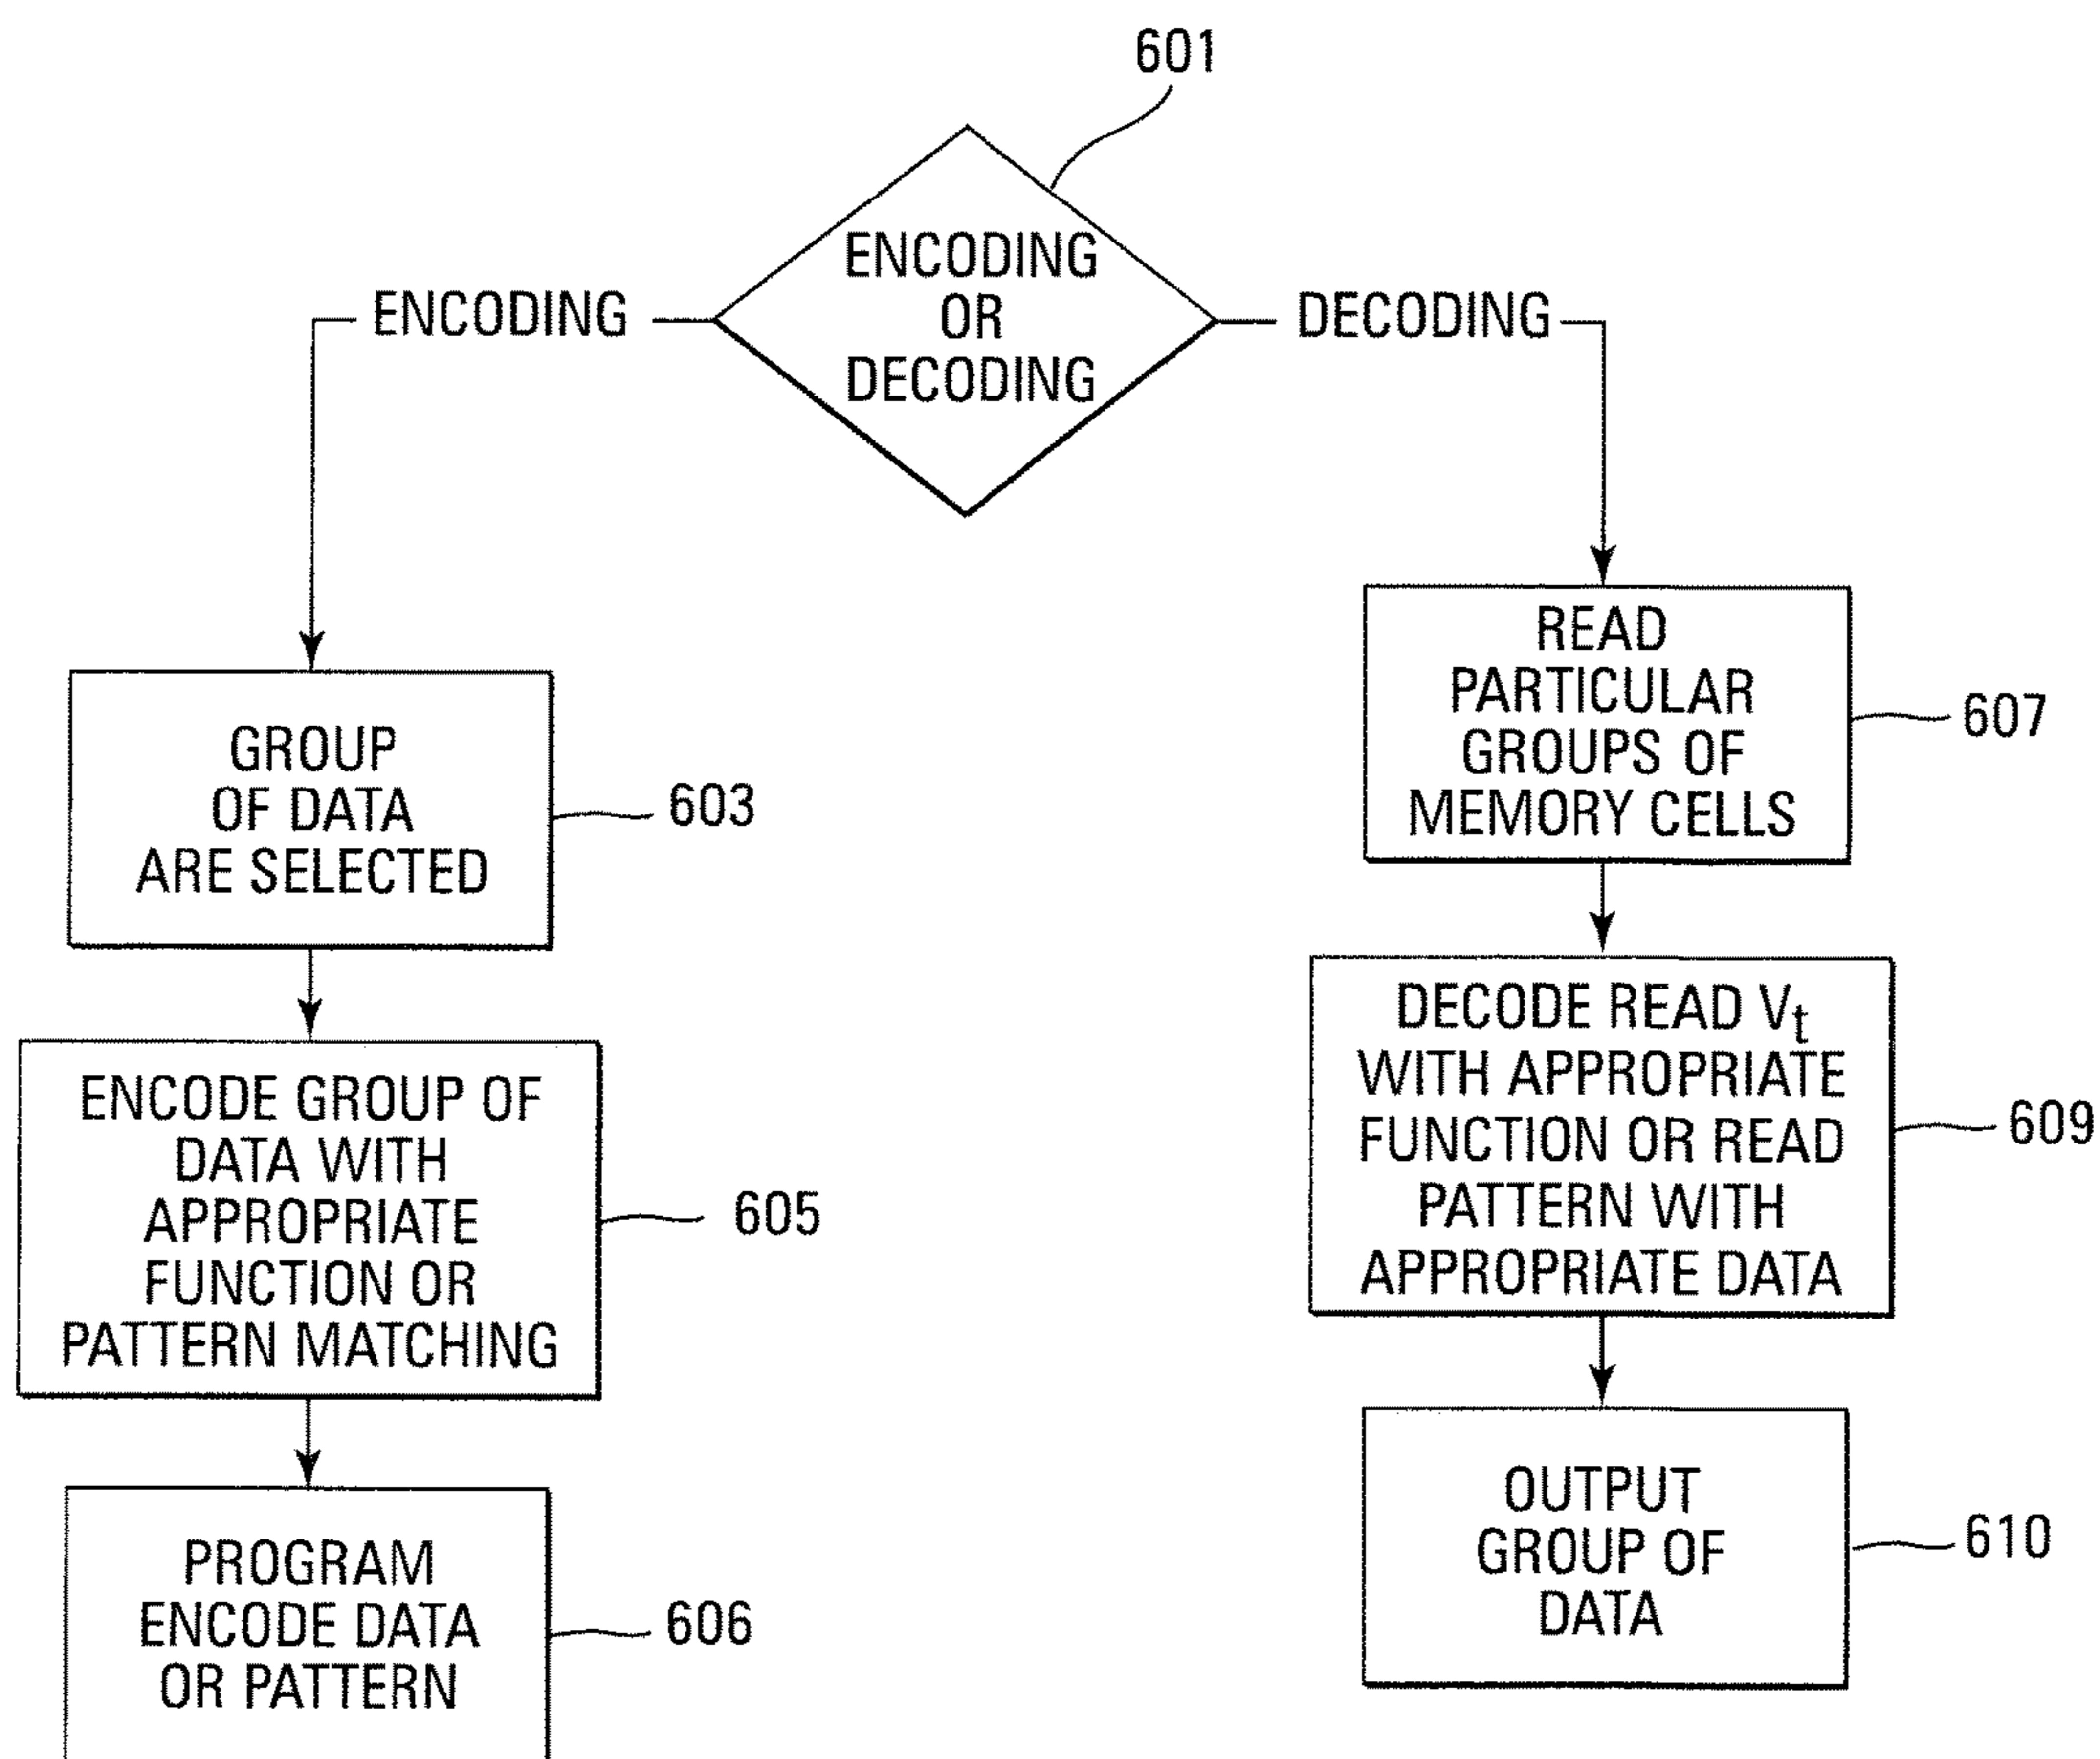 601
ENCODING
OR
DECODING
ENCODING
DECODING
GROUP
OF DATA
ARE SELECTED
603
ENCODE GROUP OF
DATA WITH
APPROPRIATE
FUNCTION OR
PATTERN MATCHING
605
PROGRAM
ENCODE DATA
OR PATTERN
606
READ
PARTICULAR
GROUPS OF
MEMORY CELLS
607
DECODE READ Vt
WITH APPROPRIATE
FUNCTION OR READ
PATTERN WITH
APPROPRIATE DATA
609
OUTPUT
GROUP OF
DATA
610